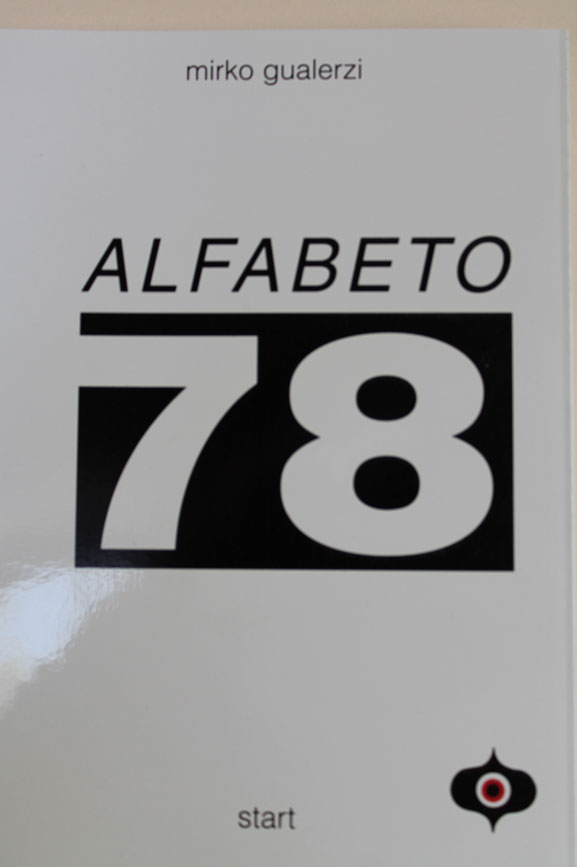 mirko gualerzi
ALFABETO
78
start